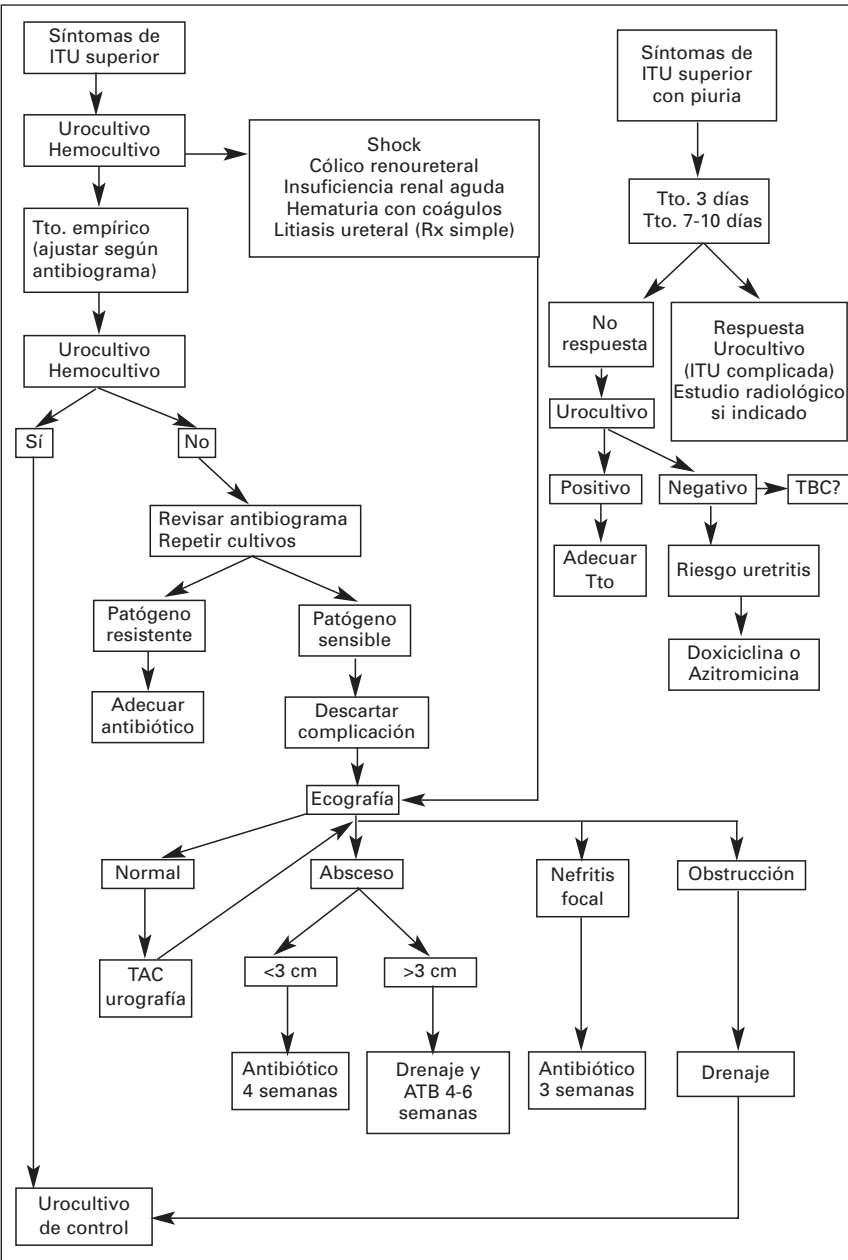 Síntomas de
ITU superior
Urocultivo
Hemocultivo
Shock
Cólico renoureteral
Insuficiencia renal aguda
Hematuria con coágulos
Litiasis ureteral (Rx simple)
Tto. empírico
(ajustar según
antibiograma)
Urocultivo
Hemocultivo
Sí
No
Revisar antibiograma
Repetir cultivos
Patógeno
resistente
Patógeno
sensible
Adecuar
antibiótico
Descartar
complicación
Ecografía
Normal
Absceso
Nefritis
focal
Obstrucción
TAC
urografía
<3 cm
>3 cm
Antibiótico
4 semanas
Drenaje y
ATB 4-6
semanas
Antibiótico
3 semanas
Drenaje
Urocultivo
de control
Síntomas de
ITU superior
con piuria
Tto. 3 días
Tto. 7-10 días
No
respuesta
Respuesta
Urocultivo
(ITU complicada)
Estudio radiológico
si indicado
Urocultivo
Positivo
Negativo
TBC?
Adecuar
Tto
Riesgo uretritis
Doxiciclina o
Azitromicina